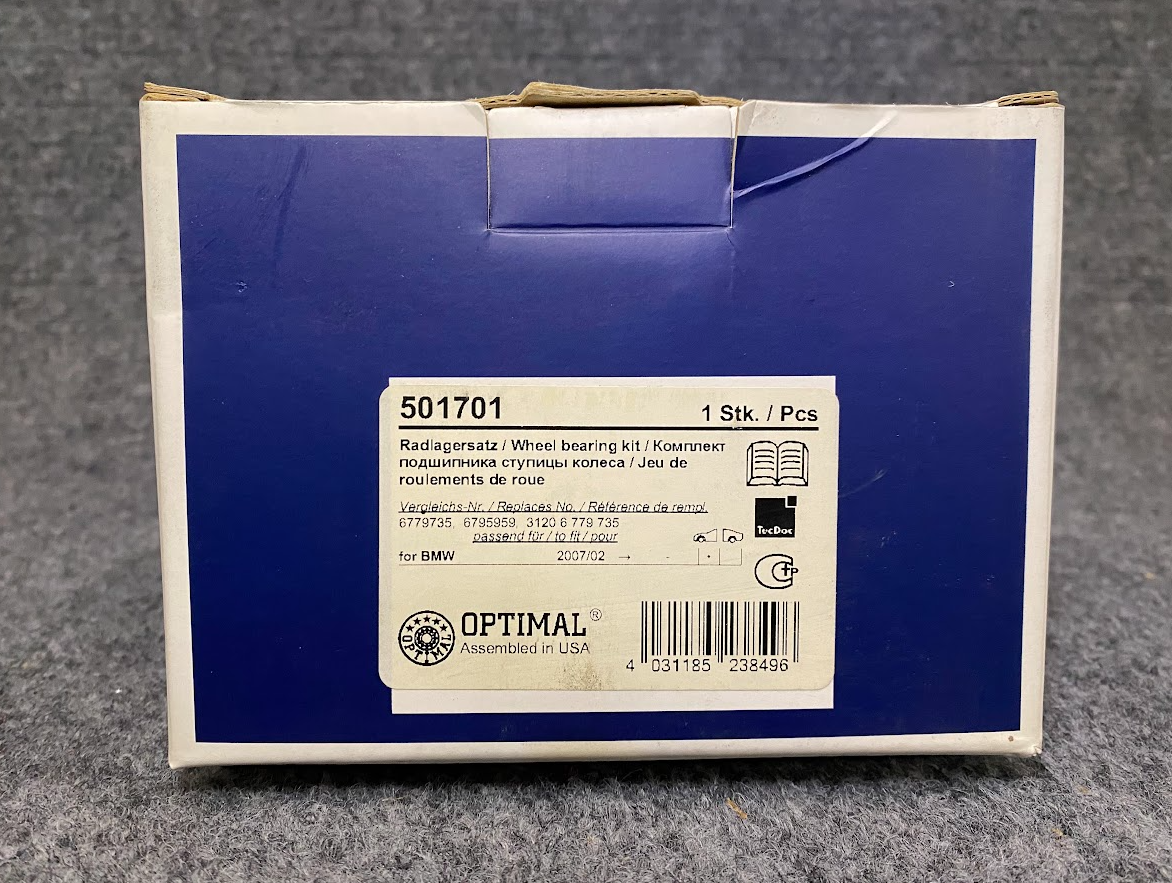 501701 1 Stk. / Pcs
Radlagersatz / Wheel bearing kit / Комплект
подшипника ступицы колеса / Jeu de
roulements de roue
Vergleichs-Nr. / Replaces No. / Référence de rempl.
6779735, 6795959, 3120 6 779 735
passend für / to fit / pour
for BMW 2007/02 → - •
TecDoc
СтР
OPTIMAL®
OPTIMAL
Assembled in USA
4 031185 238496